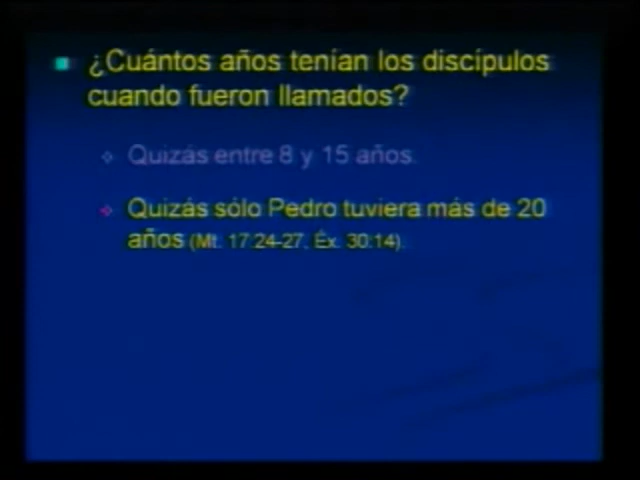 ¿Cuántos años tenían los discípulos
cuando fueron llamados?
Quizás entre 8 y 15 años.
Quizás sólo Pedro tuviera más de 20
años (Mt. 17:24-27, Éx. 30:14).